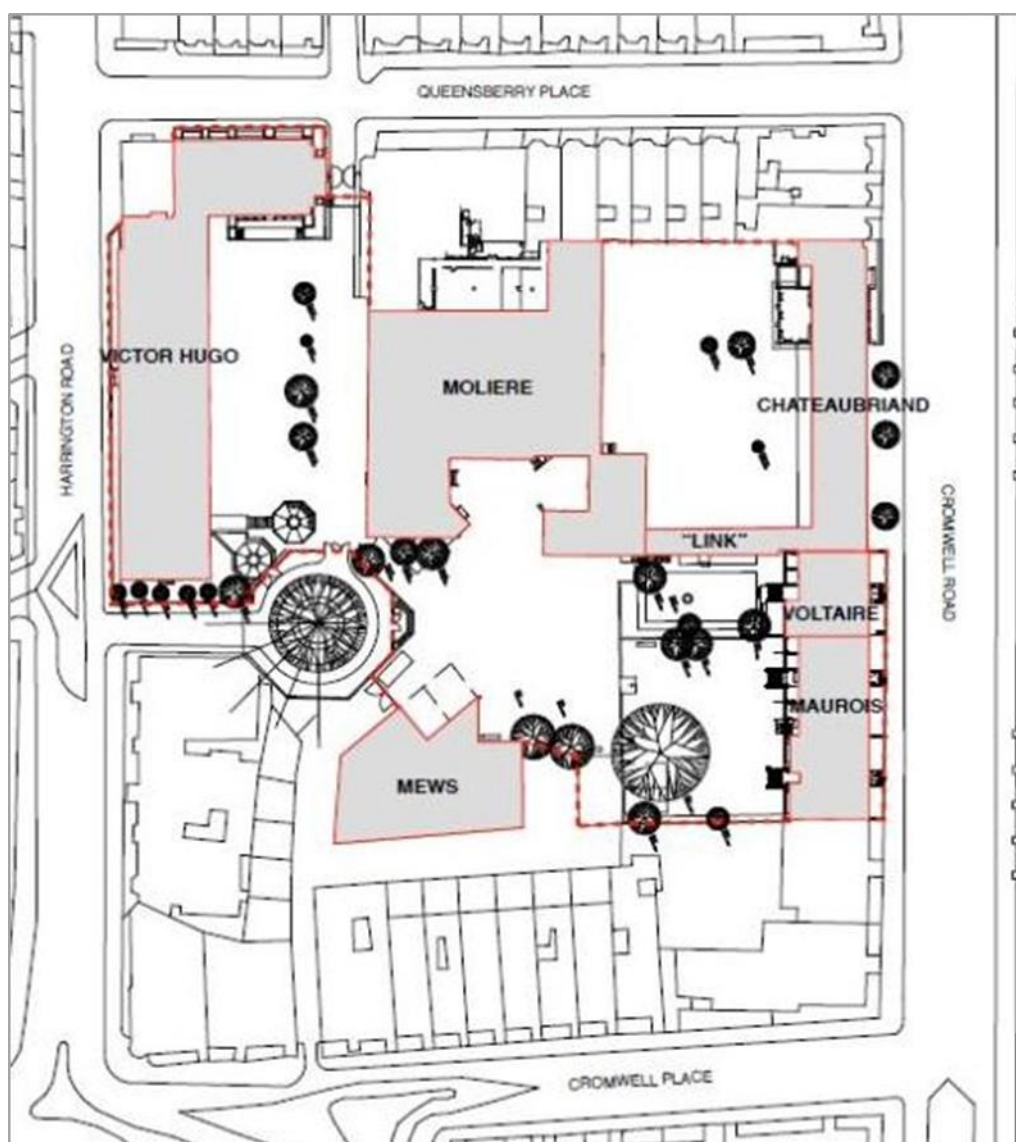 QUEENSBERRY PLACE
VICTOR HUGO
HARRINGTON ROAD
MOLIERE
CHATEAUBRIAND
CROMWELL ROAD
"LINK"
VOLTAIRE
MAUROIS
MEWS
CROMWELL PLACE